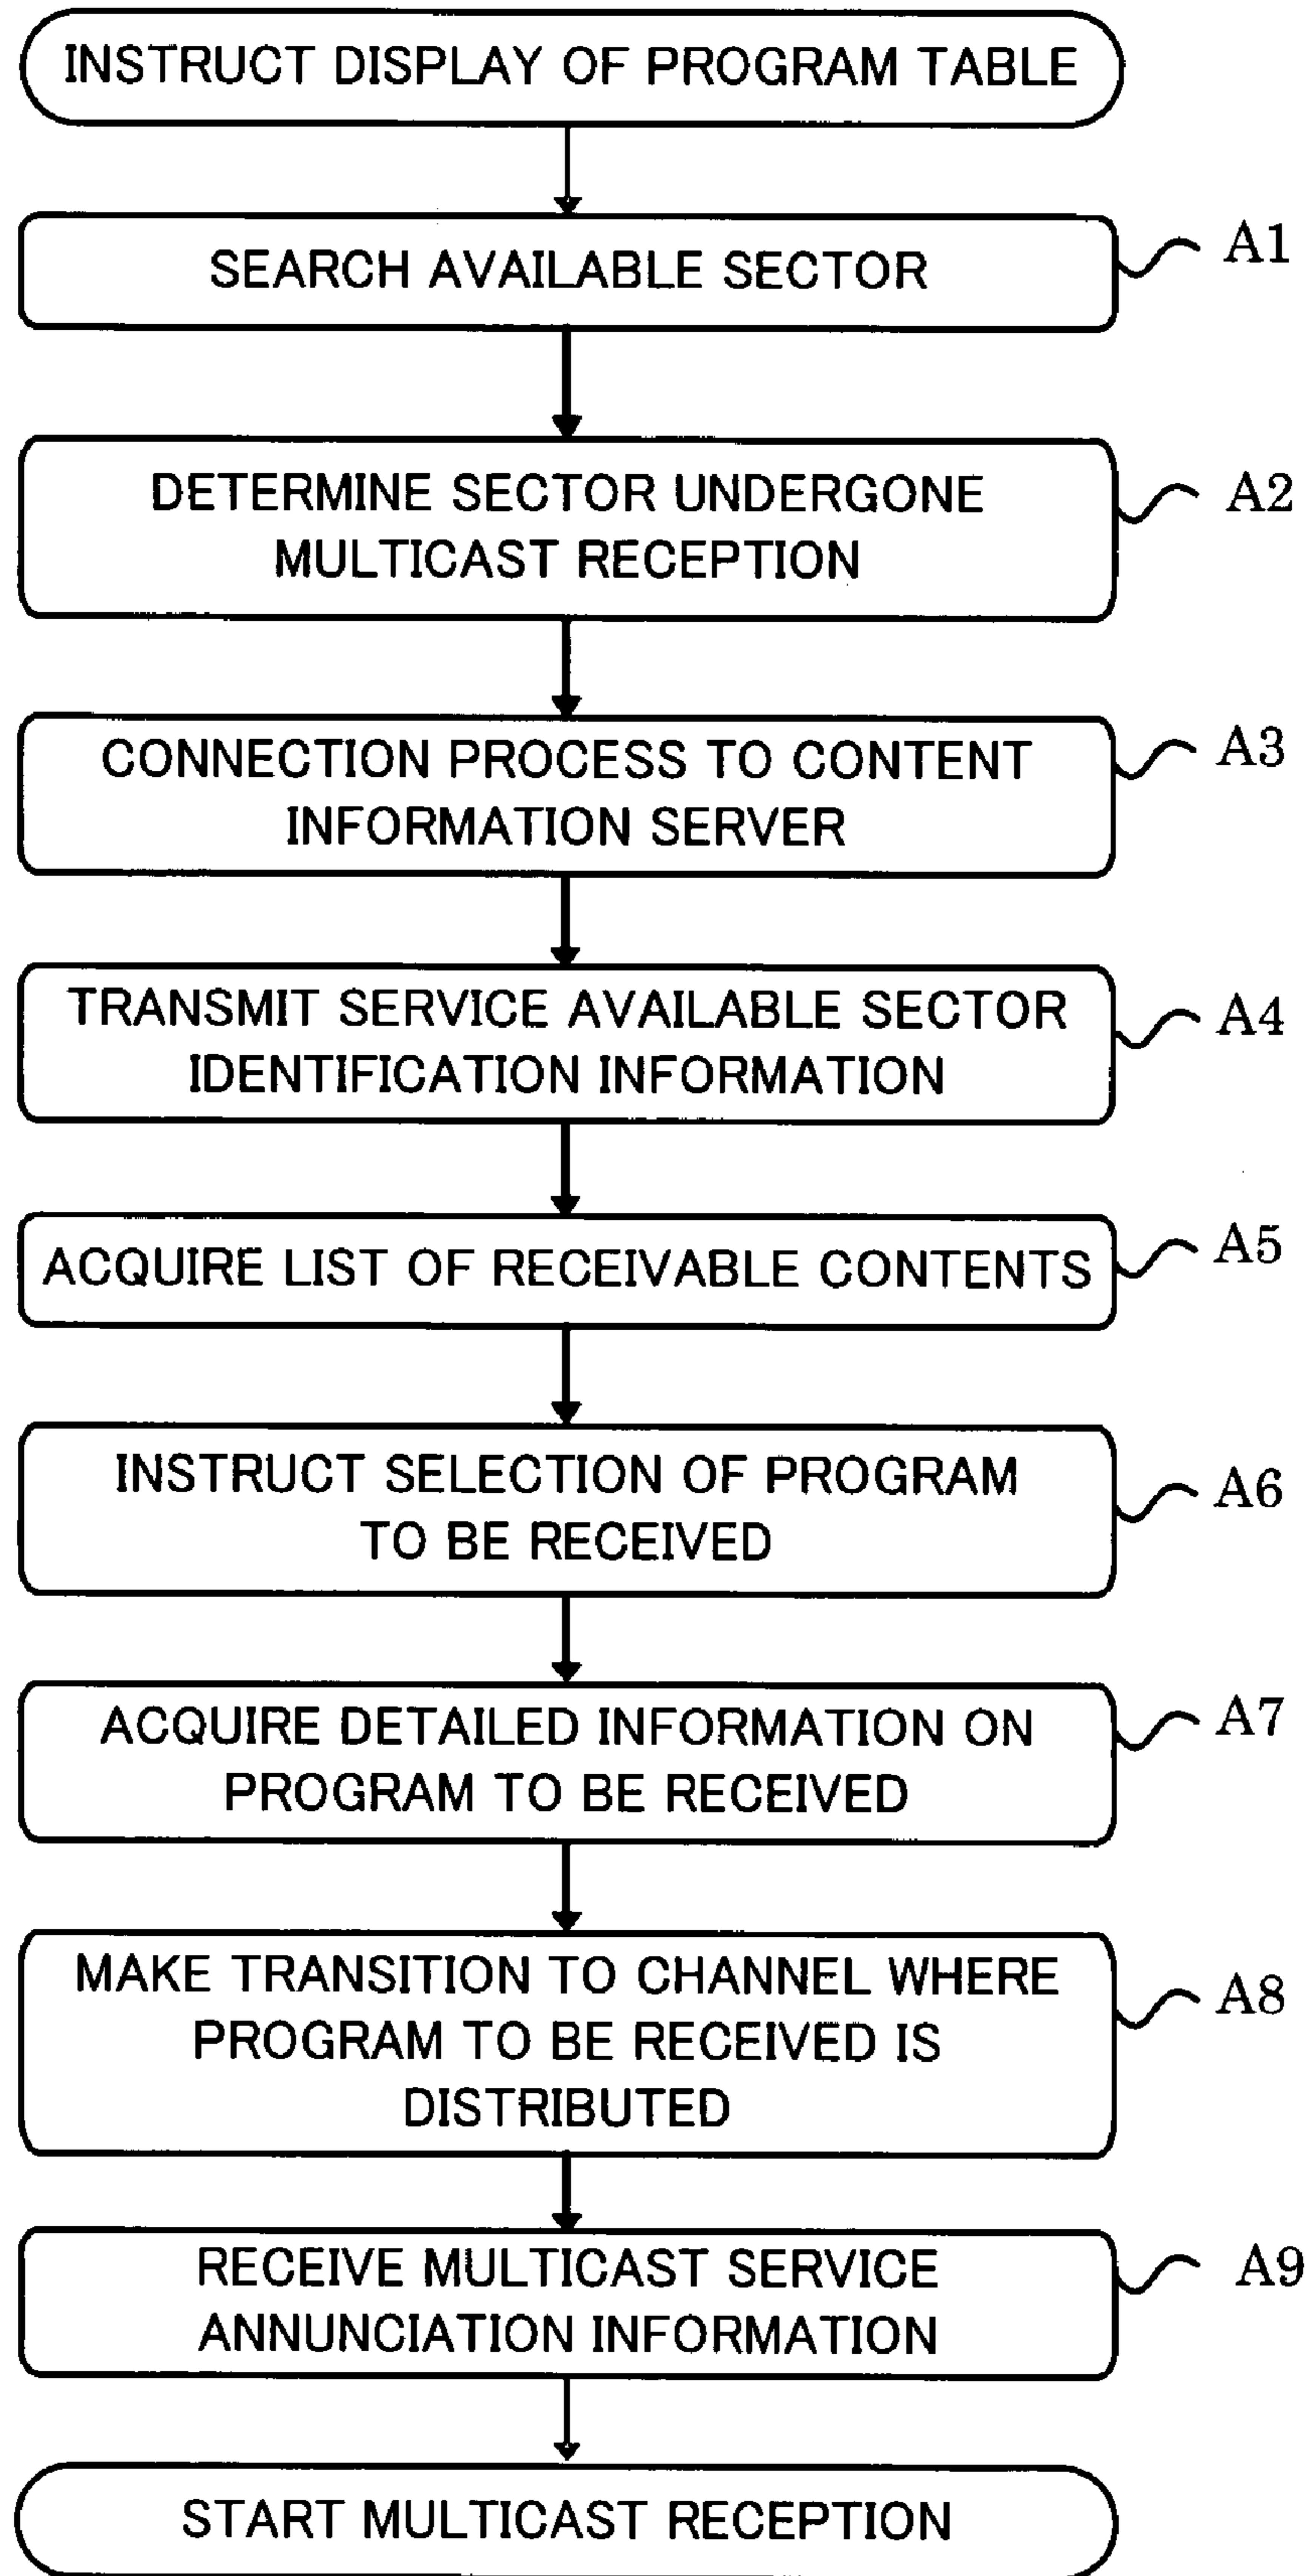 INSTRUCT DISPLAY OF PROGRAM TABLE
SEARCH AVAILABLE SECTOR
A1
DETERMINE SECTOR UNDERGONE
MULTICAST RECEPTION
A2
CONNECTION PROCESS TO CONTENT
INFORMATION SERVER
A3
TRANSMIT SERVICE AVAILABLE SECTOR
IDENTIFICATION INFORMATION
A4
ACQUIRE LIST OF RECEIVABLE CONTENTS
A5
INSTRUCT SELECTION OF PROGRAM
TO BE RECEIVED
A6
ACQUIRE DETAILED INFORMATION ON
PROGRAM TO BE RECEIVED
A7
MAKE TRANSITION TO CHANNEL WHERE
PROGRAM TO BE RECEIVED IS
DISTRIBUTED
A8
RECEIVE MULTICAST SERVICE
ANNUNCIATION INFORMATION
A9
START MULTICAST RECEPTION